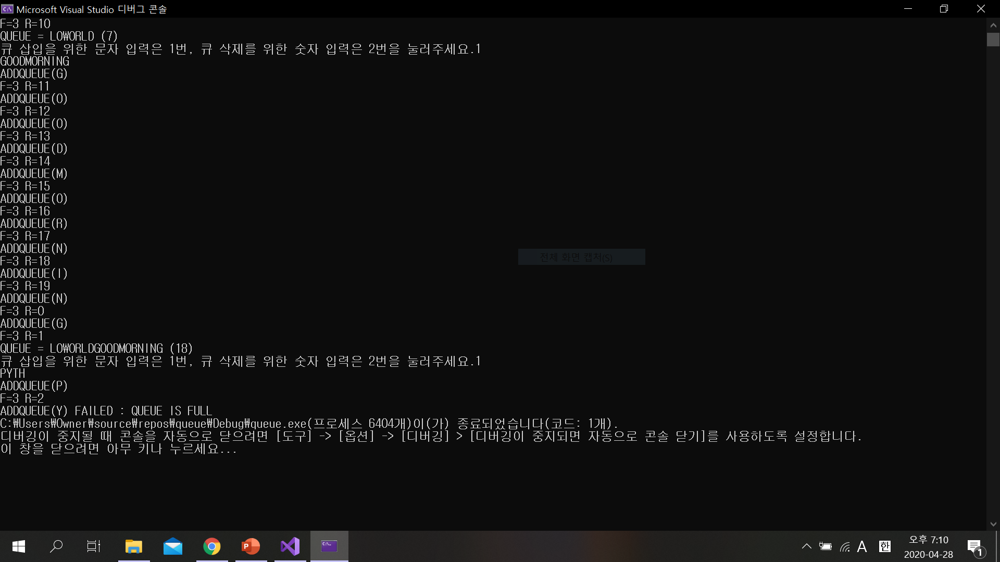 Microsoft Visual Studio 디버그 콘솔
F=3 R=10
QUEUE = LOWORLD (7)
큐 삽입을 위한 문자 입력은 1번, 큐 삭제를 위한 숫자 입력은 2번을 눌러주세요.1
GOODMORNING
ADDQUEUE(G)
F=3 R=11
ADDQUEUE(O)
F=3 R=12
ADDQUEUE(O)
F=3 R=13
ADDQUEUE(D)
F=3 R=14
ADDQUEUE(M)
F=3 R=15
ADDQUEUE(O)
F=3 R=16
ADDQUEUE(R)
F=3 R=17
ADDQUEUE(N)
F=3 R=18
ADDQUEUE(I)
F=3 R=19
ADDQUEUE(N)
F=3 R=0
ADDQUEUE(G)
F=3 R=1
QUEUE = LOWORLDGOODMORNING (18)
큐 삽입을 위한 문자 입력은 1번, 큐 삭제를 위한 숫자 입력은 2번을 눌러주세요.1
PYTH
ADDQUEUE(P)
F=3 R=2
ADDQUEUE(Y) FAILED : QUEUE IS FULL
C:₩Users₩Owner₩source₩repos₩queue₩Debug₩queue.exe(프로세스 6404개)이(가) 종료되었습니다(코드: 1개).
디버깅이 중지될 때 콘솔을 자동으로 닫으려면 [도구] -> [옵션] -> [디버깅] > [디버깅이 중지되면 자동으로 콘솔 닫기]를 사용하도록 설정합니다.
이 창을 닫으려면 아무 키나 누르세요...
전체 화면 캡처(S)
A 한
오후 7:10
2020-04-28
1